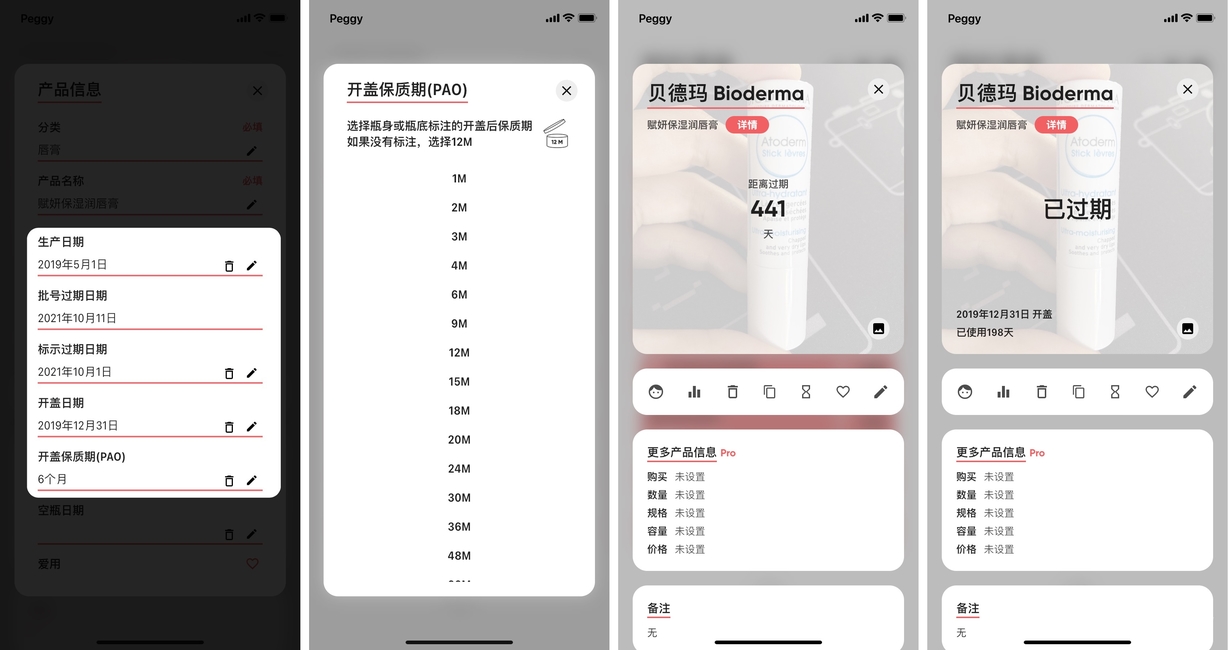 Peggy
产品信息
分类
必填
唇膏
产品名称
必填
赋妍保湿润唇膏
生产日期
2019年5月1日
批号过期日期
2021年10月11日
标示过期日期
2021年10月1日
开盖日期
2019年12月31日
开盖保质期(PAO)
6个月
空瓶日期
爱用
Peggy
开盖保质期(PAO)
选择瓶身或瓶底标注的开盖后保质期
如果没有标注，选择12M
12 M
1M
2M
3M
4M
6M
9M
12M
15M
18M
20M
24M
30M
36M
48M
Peggy
贝德玛 Bioderma
赋妍保湿润唇膏
详情
Atoderm
Stick lèvres
距离过期
441
天
更多产品信息 Pro
购买 未设置
数量 未设置
规格 未设置
容量 未设置
价格 未设置
备注
无
Peggy
贝德玛 Bioderma
赋妍保湿润唇膏
详情
Atoderm
Stick lèvres
已过期
2019年12月31日 开盖
已使用198天
更多产品信息 Pro
购买 未设置
数量 未设置
规格 未设置
容量 未设置
价格 未设置
备注
无